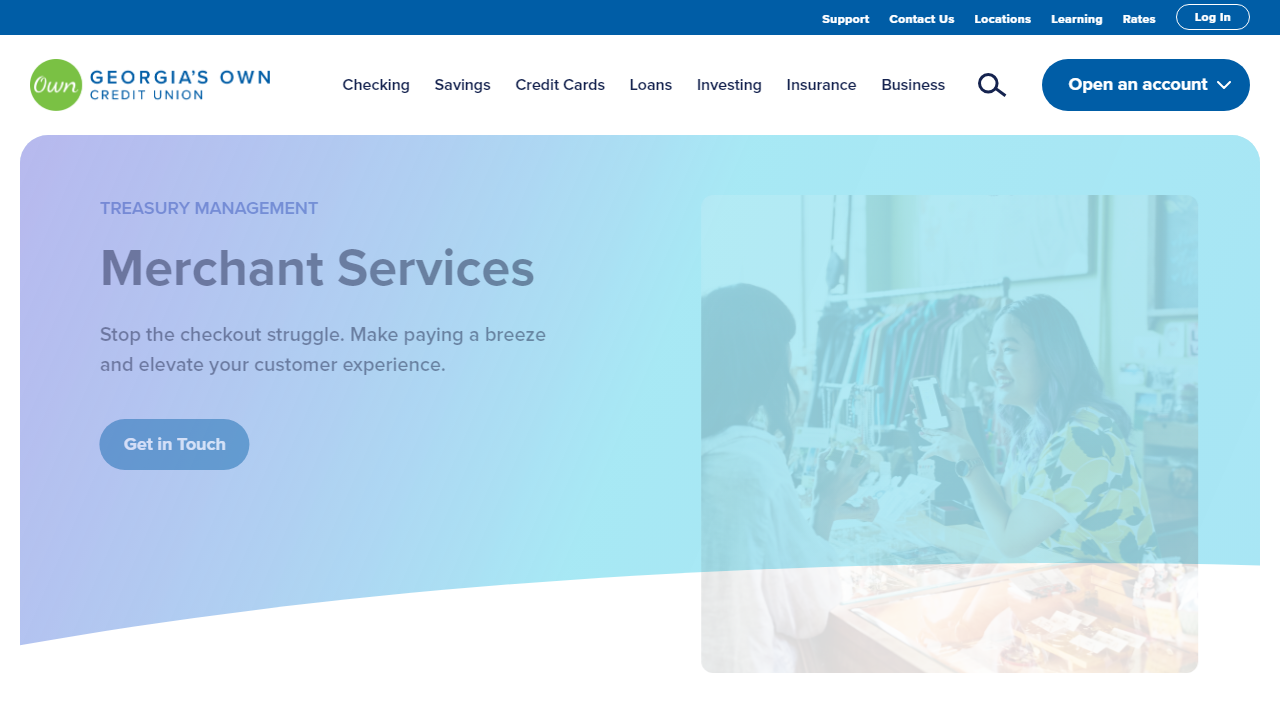 Support Contact Us Locations Learning Rates Log In
Own GEORGIA'S OWN
CREDIT UNION
Checking Savings Credit Cards Loans Investing Insurance Business Open an account
TREASURY MANAGEMENT
Merchant Services
Stop the checkout struggle. Make paying a breeze
and elevate your customer experience.
Get in Touch